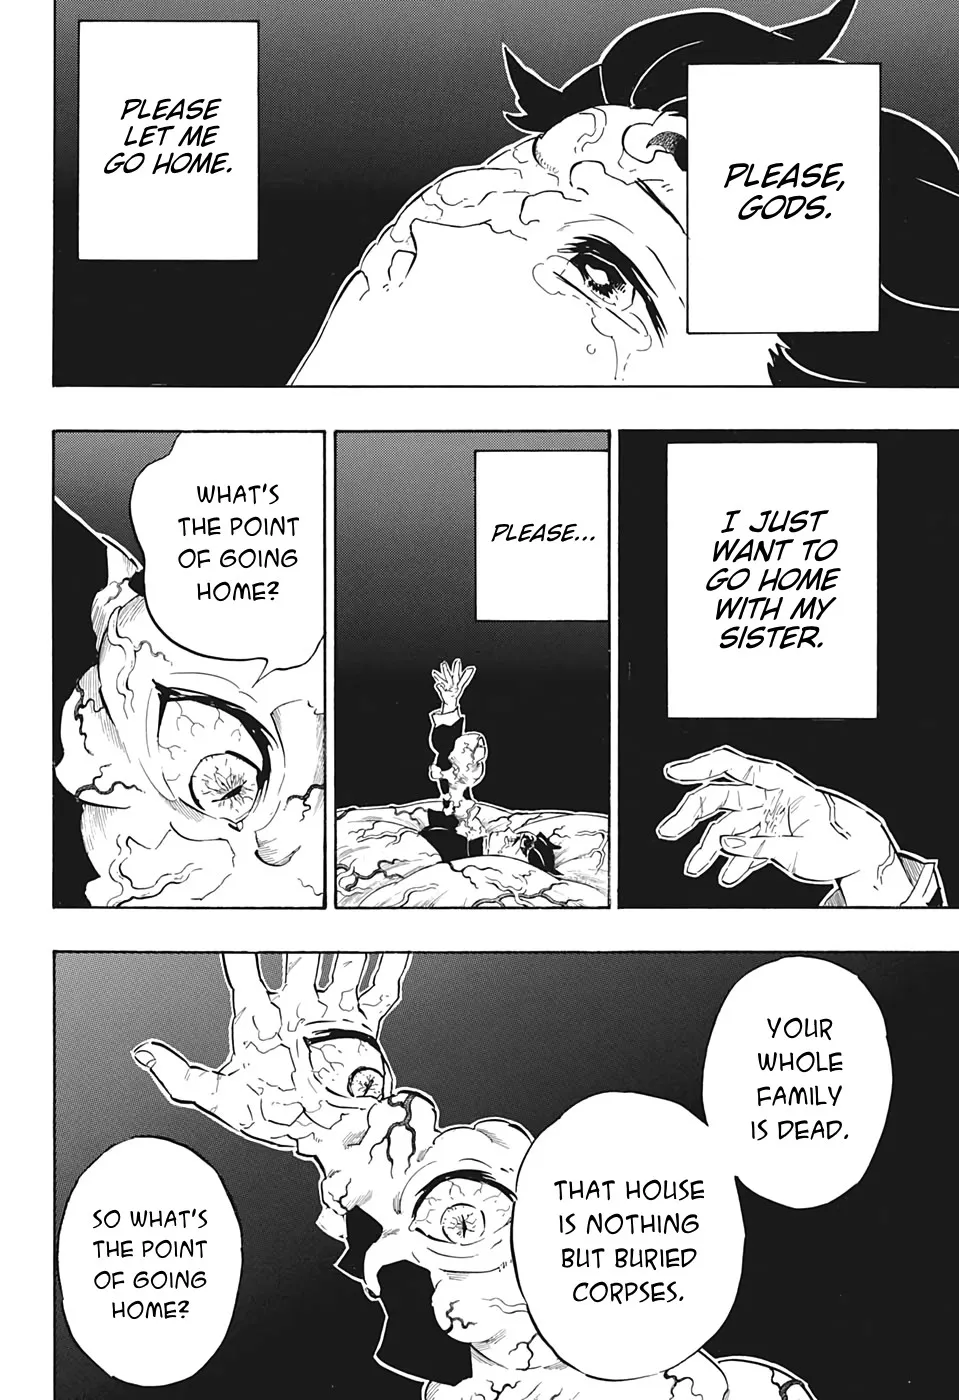 PLEASE,
GODS.
PLEASE
LET ME
GO HOME.
I JUST
WANT TO
GO HOME
WITH MY
SISTER.
PLEASE...
WHAT'S
THE POINT
OF GOING
HOME?
YOUR
WHOLE
FAMILY
IS DEAD.
THAT HOUSE
IS NOTHING
BUT BURIED
CORPSES.
SO WHAT'S
THE POINT
OF GOING
HOME?